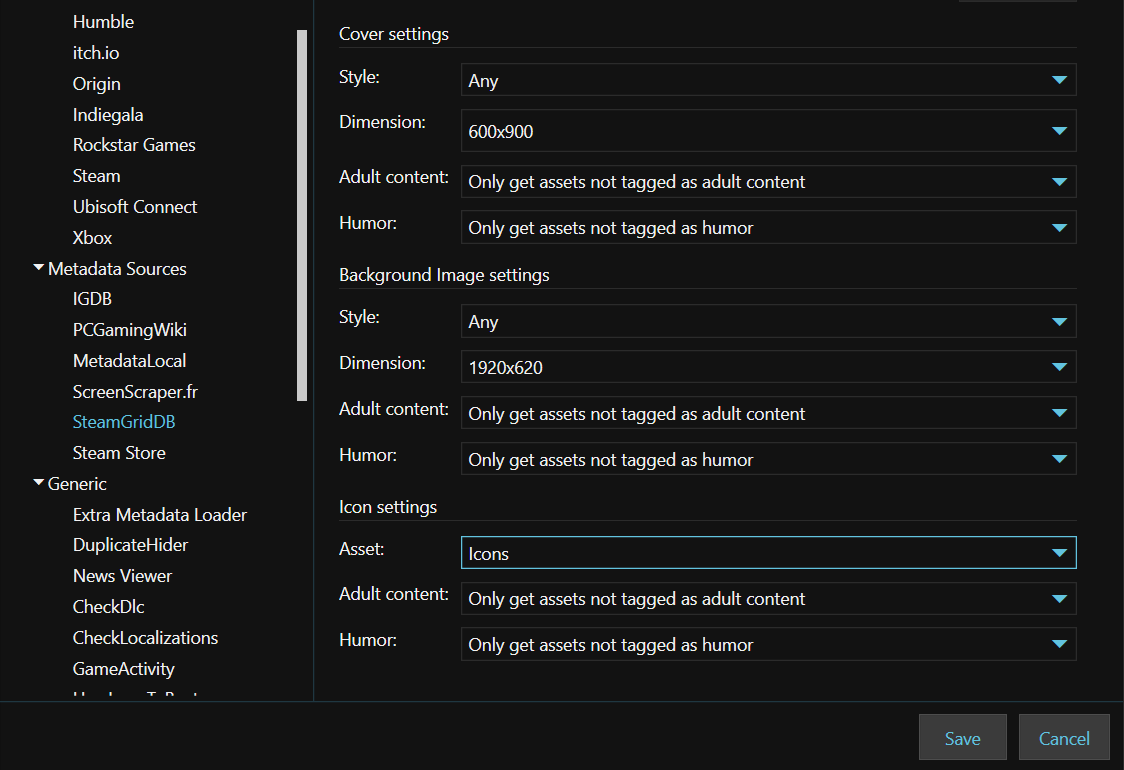 Humble
itch.io
Origin
Indiegala
Rockstar Games
Steam
Ubisoft Connect
Xbox
Metadata Sources
IGDB
PCGamingWiki
MetadataLocal
ScreenScraper.fr
SteamGridDB
Steam Store
Generic
Extra Metadata Loader
DuplicateHider
News Viewer
CheckDlc
CheckLocalizations
GameActivity
Cover settings
Style: Any
Dimension: 600x900
Adult content: Only get assets not tagged as adult content
Humor: Only get assets not tagged as humor
Background Image settings
Style: Any
Dimension: 1920x620
Adult content: Only get assets not tagged as adult content
Humor: Only get assets not tagged as humor
Icon settings
Asset: Icons
Adult content: Only get assets not tagged as adult content
Humor: Only get assets not tagged as humor
Save Cancel